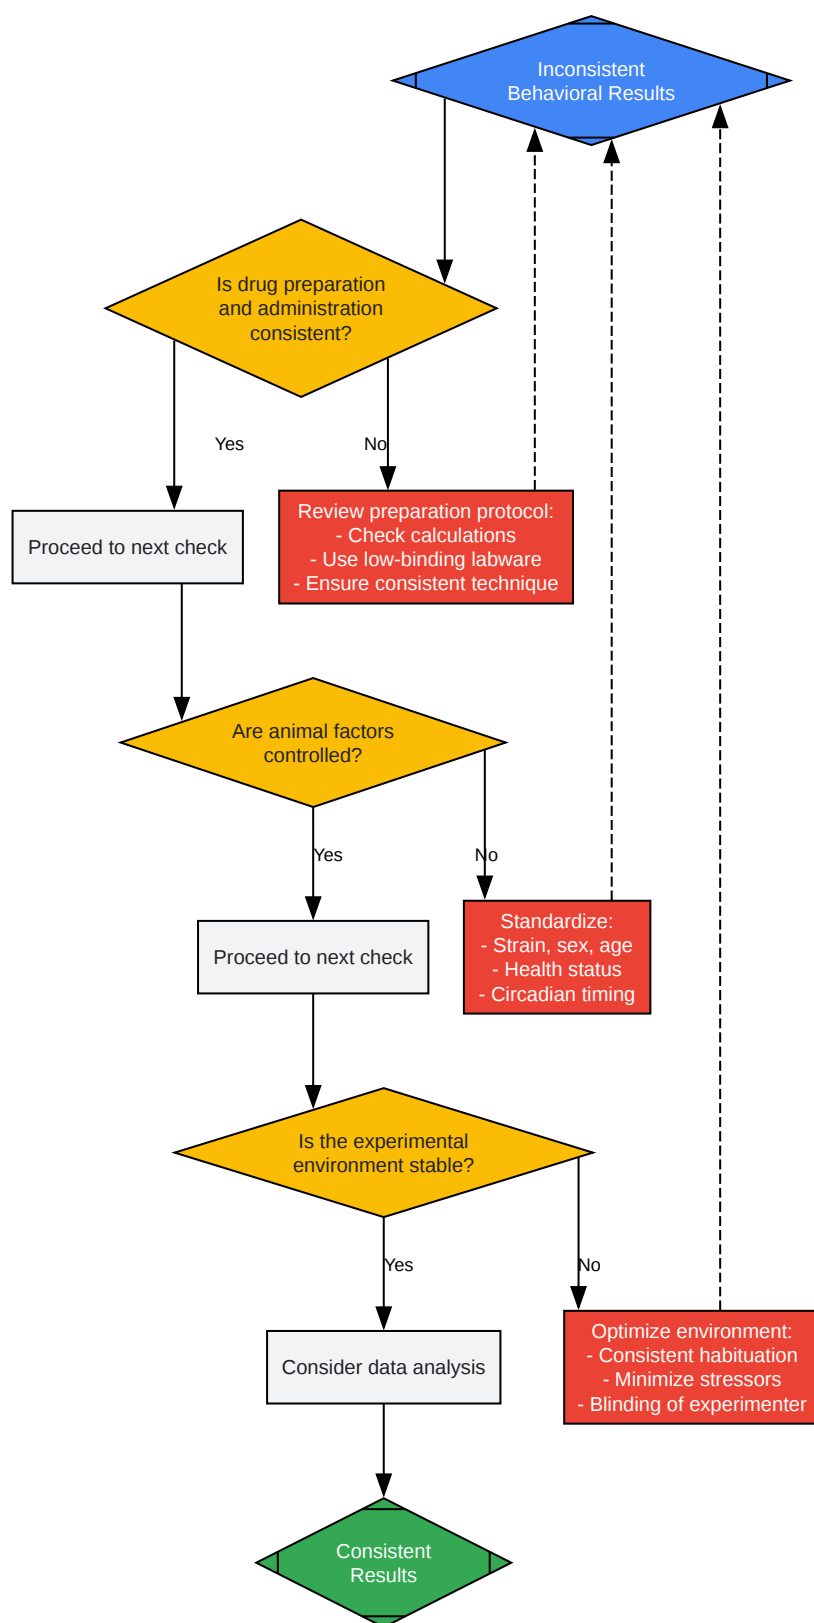 Inconsistent
Behavioral Results
Is drug preparation
and administration
consistent?
Yes
No
Proceed to next check
Review preparation protocol:
- Check calculations
- Use low-binding labware
- Ensure consistent technique
Are animal factors
controlled?
Yes
No
Proceed to next check
Standardize:
- Strain, sex, age
- Health status
- Circadian timing
Is the experimental
environment stable?
Yes
No
Consider data analysis
Optimize environment:
- Consistent habituation
- Minimize stressors
- Blinding of experimenter
Consistent
Results